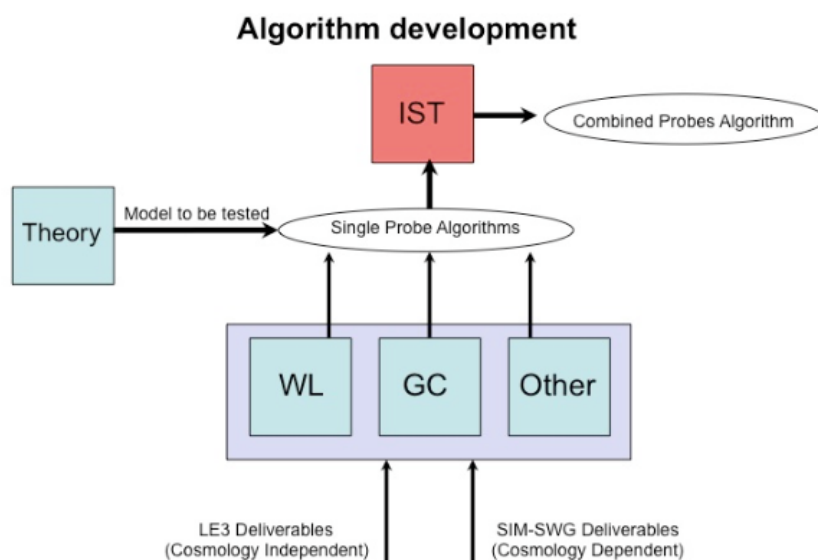 Algorithm development
IST
Combined Probes Algorithm
Theory
Model to be tested
Single Probe Algorithms
WL
GC
Other
LE3 Deliverables
(Cosmology Independent)
SIM-SWG Deliverables
(Cosmology Dependent)